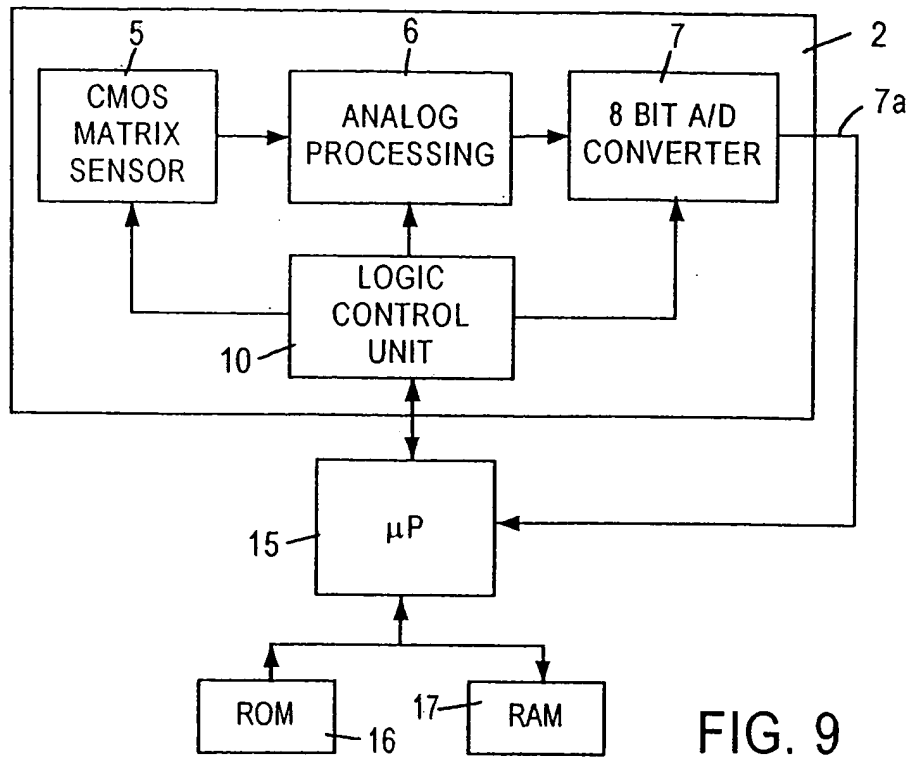 5
6
7
2
7a
CMOS
MATRIX
SENSOR
ANALOG
PROCESSING
8 BIT A/D
CONVERTER
LOGIC
CONTROL
UNIT
10
15
μP
ROM
16
17
RAM
FIG. 9